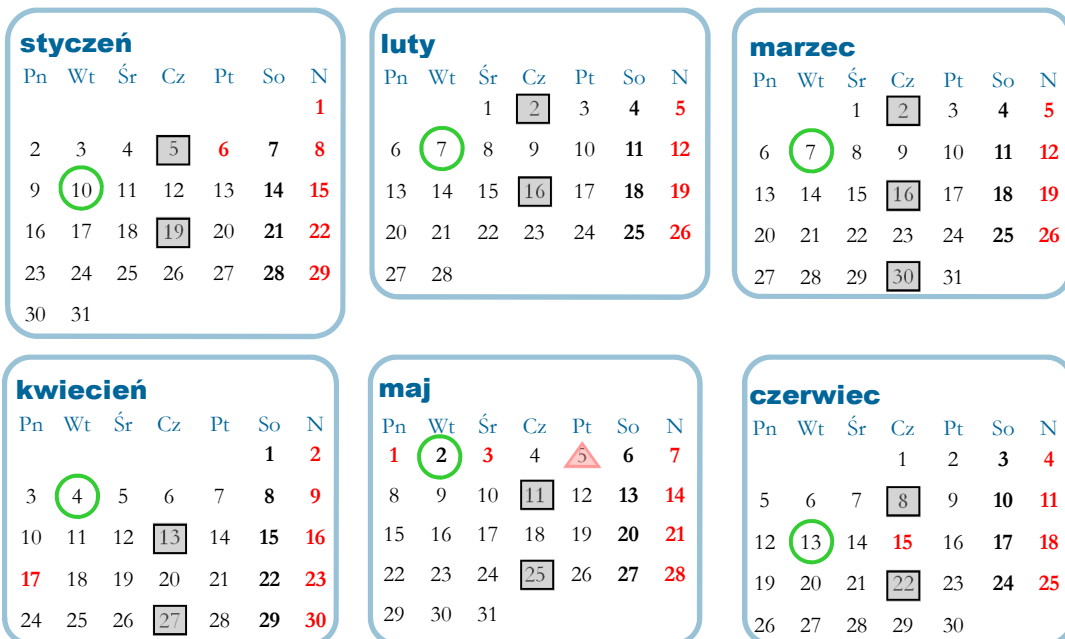 styczeń
Pn Wt Śr Cz Pt So N
1
2 3 4 5 6 7 8
9 10 11 12 13 14 15
16 17 18 19 20 21 22
23 24 25 26 27 28 29
30 31
luty
Pn Wt Śr Cz Pt So N
1 2 3 4 5
6 7 8 9 10 11 12
13 14 15 16 17 18 19
20 21 22 23 24 25 26
27 28
marzec
Pn Wt Śr Cz Pt So N
1 2 3 4 5
6 7 8 9 10 11 12
13 14 15 16 17 18 19
20 21 22 23 24 25 26
27 28 29 30 31
kwiecień
Pn Wt Śr Cz Pt So N
1 2
3 4 5 6 7 8 9
10 11 12 13 14 15 16
17 18 19 20 21 22 23
24 25 26 27 28 29 30
maj
Pn Wt Śr Cz Pt So N
1 2 3 4 5 6 7
8 9 10 11 12 13 14
15 16 17 18 19 20 21
22 23 24 25 26 27 28
29 30 31
czerwiec
Pn Wt Śr Cz Pt So N
1 2 3 4
5 6 7 8 9 10 11
12 13 14 15 16 17 18
19 20 21 22 23 24 25
26 27 28 29 30